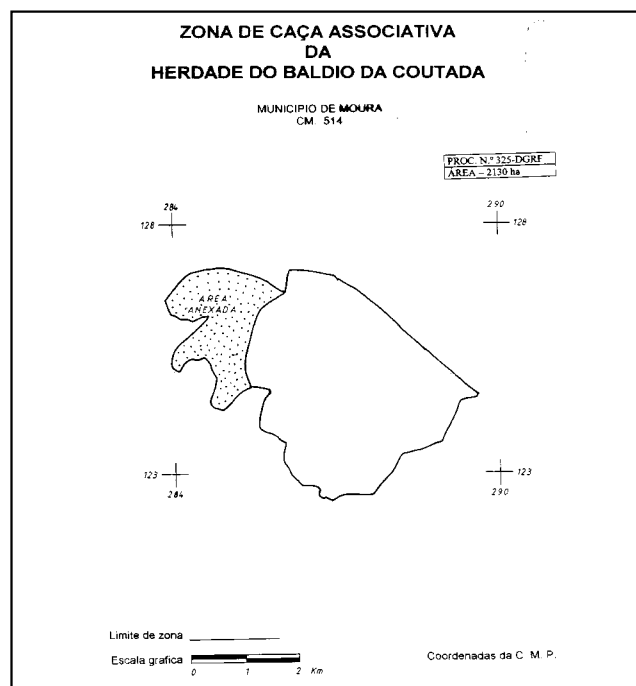 ZONA DE CAÇA ASSOCIATIVA
DA
HERDADE DO BALDIO DA COUTADA
MUNICIPIO DE MOURA
CM. 514
PROC. N.º 325-DGRF
ÁREA – 2130 ha
284
128
290
128
AREA
ANEXADA
123
284
123
290
Limite de zona
Escala grafica
0 1 2 Km
Coordenadas da C. M. P.